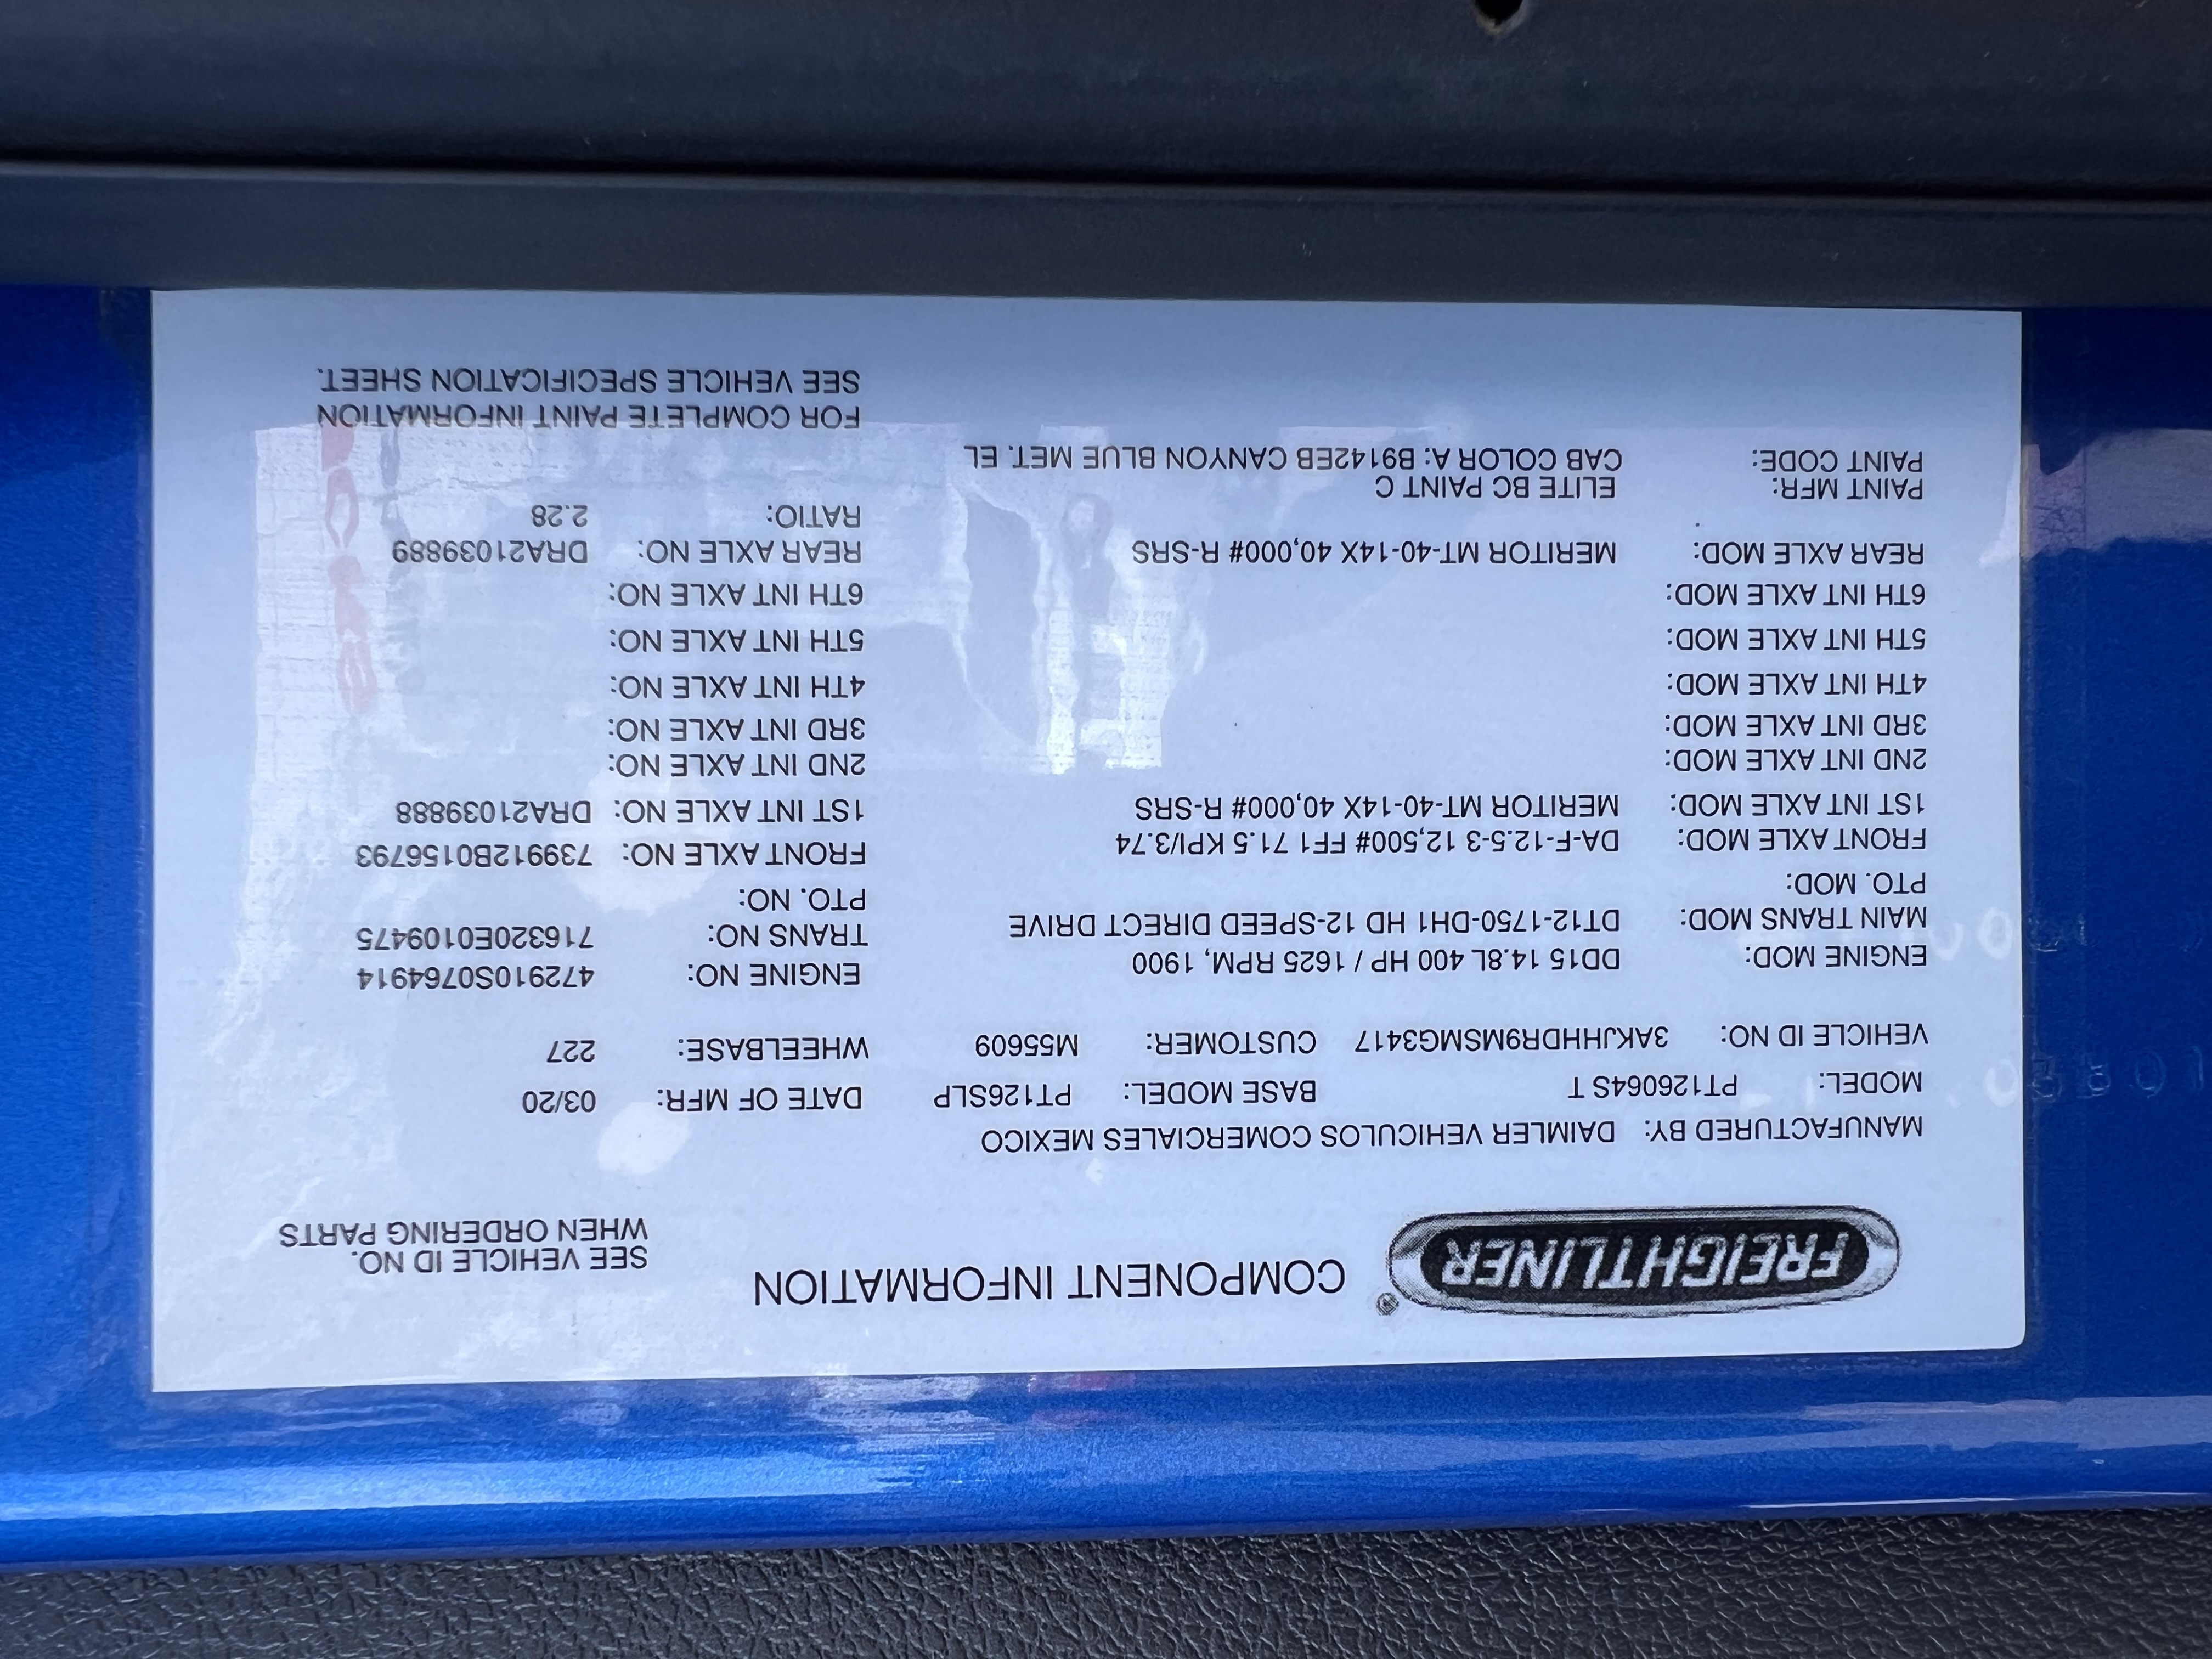 FREIGHTLINER®
COMPONENT INFORMATION
SEE VEHICLE ID NO.
WHEN ORDERING PARTS
MANUFACTURED BY: DAIMLER VEHICULOS COMERCIALES MEXICO
MODEL: PT126064S T BASE MODEL: PT126SLP DATE OF MFR: 03/20
VEHICLE ID NO: 3AKJHHDR9MSMG3417 CUSTOMER: M55609 WHEELBASE: 227
ENGINE MOD: DD15 14.8L 400 HP / 1625 RPM, 1900 ENGINE NO: 472910S0764914
MAIN TRANS MOD: DT12-1750-DH1 HD 12-SPEED DIRECT DRIVE TRANS NO: 716320E0109475
PTO. MOD: PTO. NO:
FRONT AXLE MOD: DA-F-12.5-3 12,500# FF1 71.5 KPI/3.74 FRONT AXLE NO: 739912B0156793
1ST INT AXLE MOD: MERITOR MT-40-14X 40,000# R-SRS 1ST INT AXLE NO: DRA21039888
2ND INT AXLE MOD: 2ND INT AXLE NO:
3RD INT AXLE MOD: 3RD INT AXLE NO:
4TH INT AXLE MOD: 4TH INT AXLE NO:
5TH INT AXLE MOD: 5TH INT AXLE NO:
6TH INT AXLE MOD: 6TH INT AXLE NO:
REAR AXLE MOD: MERITOR MT-40-14X 40,000# R-SRS REAR AXLE NO: DRA21039889
RATIO: 2.28
PAINT MFR: ELITE BC PAINT C
PAINT CODE: CAB COLOR A: B9142EB CANYON BLUE MET. EL
FOR COMPLETE PAINT INFORMATION
SEE VEHICLE SPECIFICATION SHEET.